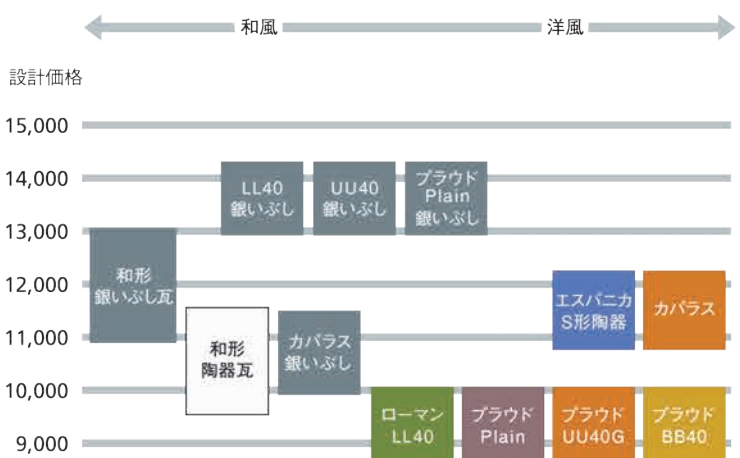 和風
洋風
設計価格
15,000
14,000
13,000
12,000
11,000
10,000
9,000
LL40
銀いぶし
UU40
銀いぶし
プラウド
Plain
銀いぶし
和形
銀いぶし瓦
エスパニカ
S形陶器
カパラス
和形
陶器瓦
カパラス
銀いぶし
ローマン
LL40
プラウド
Plain
プラウド
UU40G
プラウド
BB40